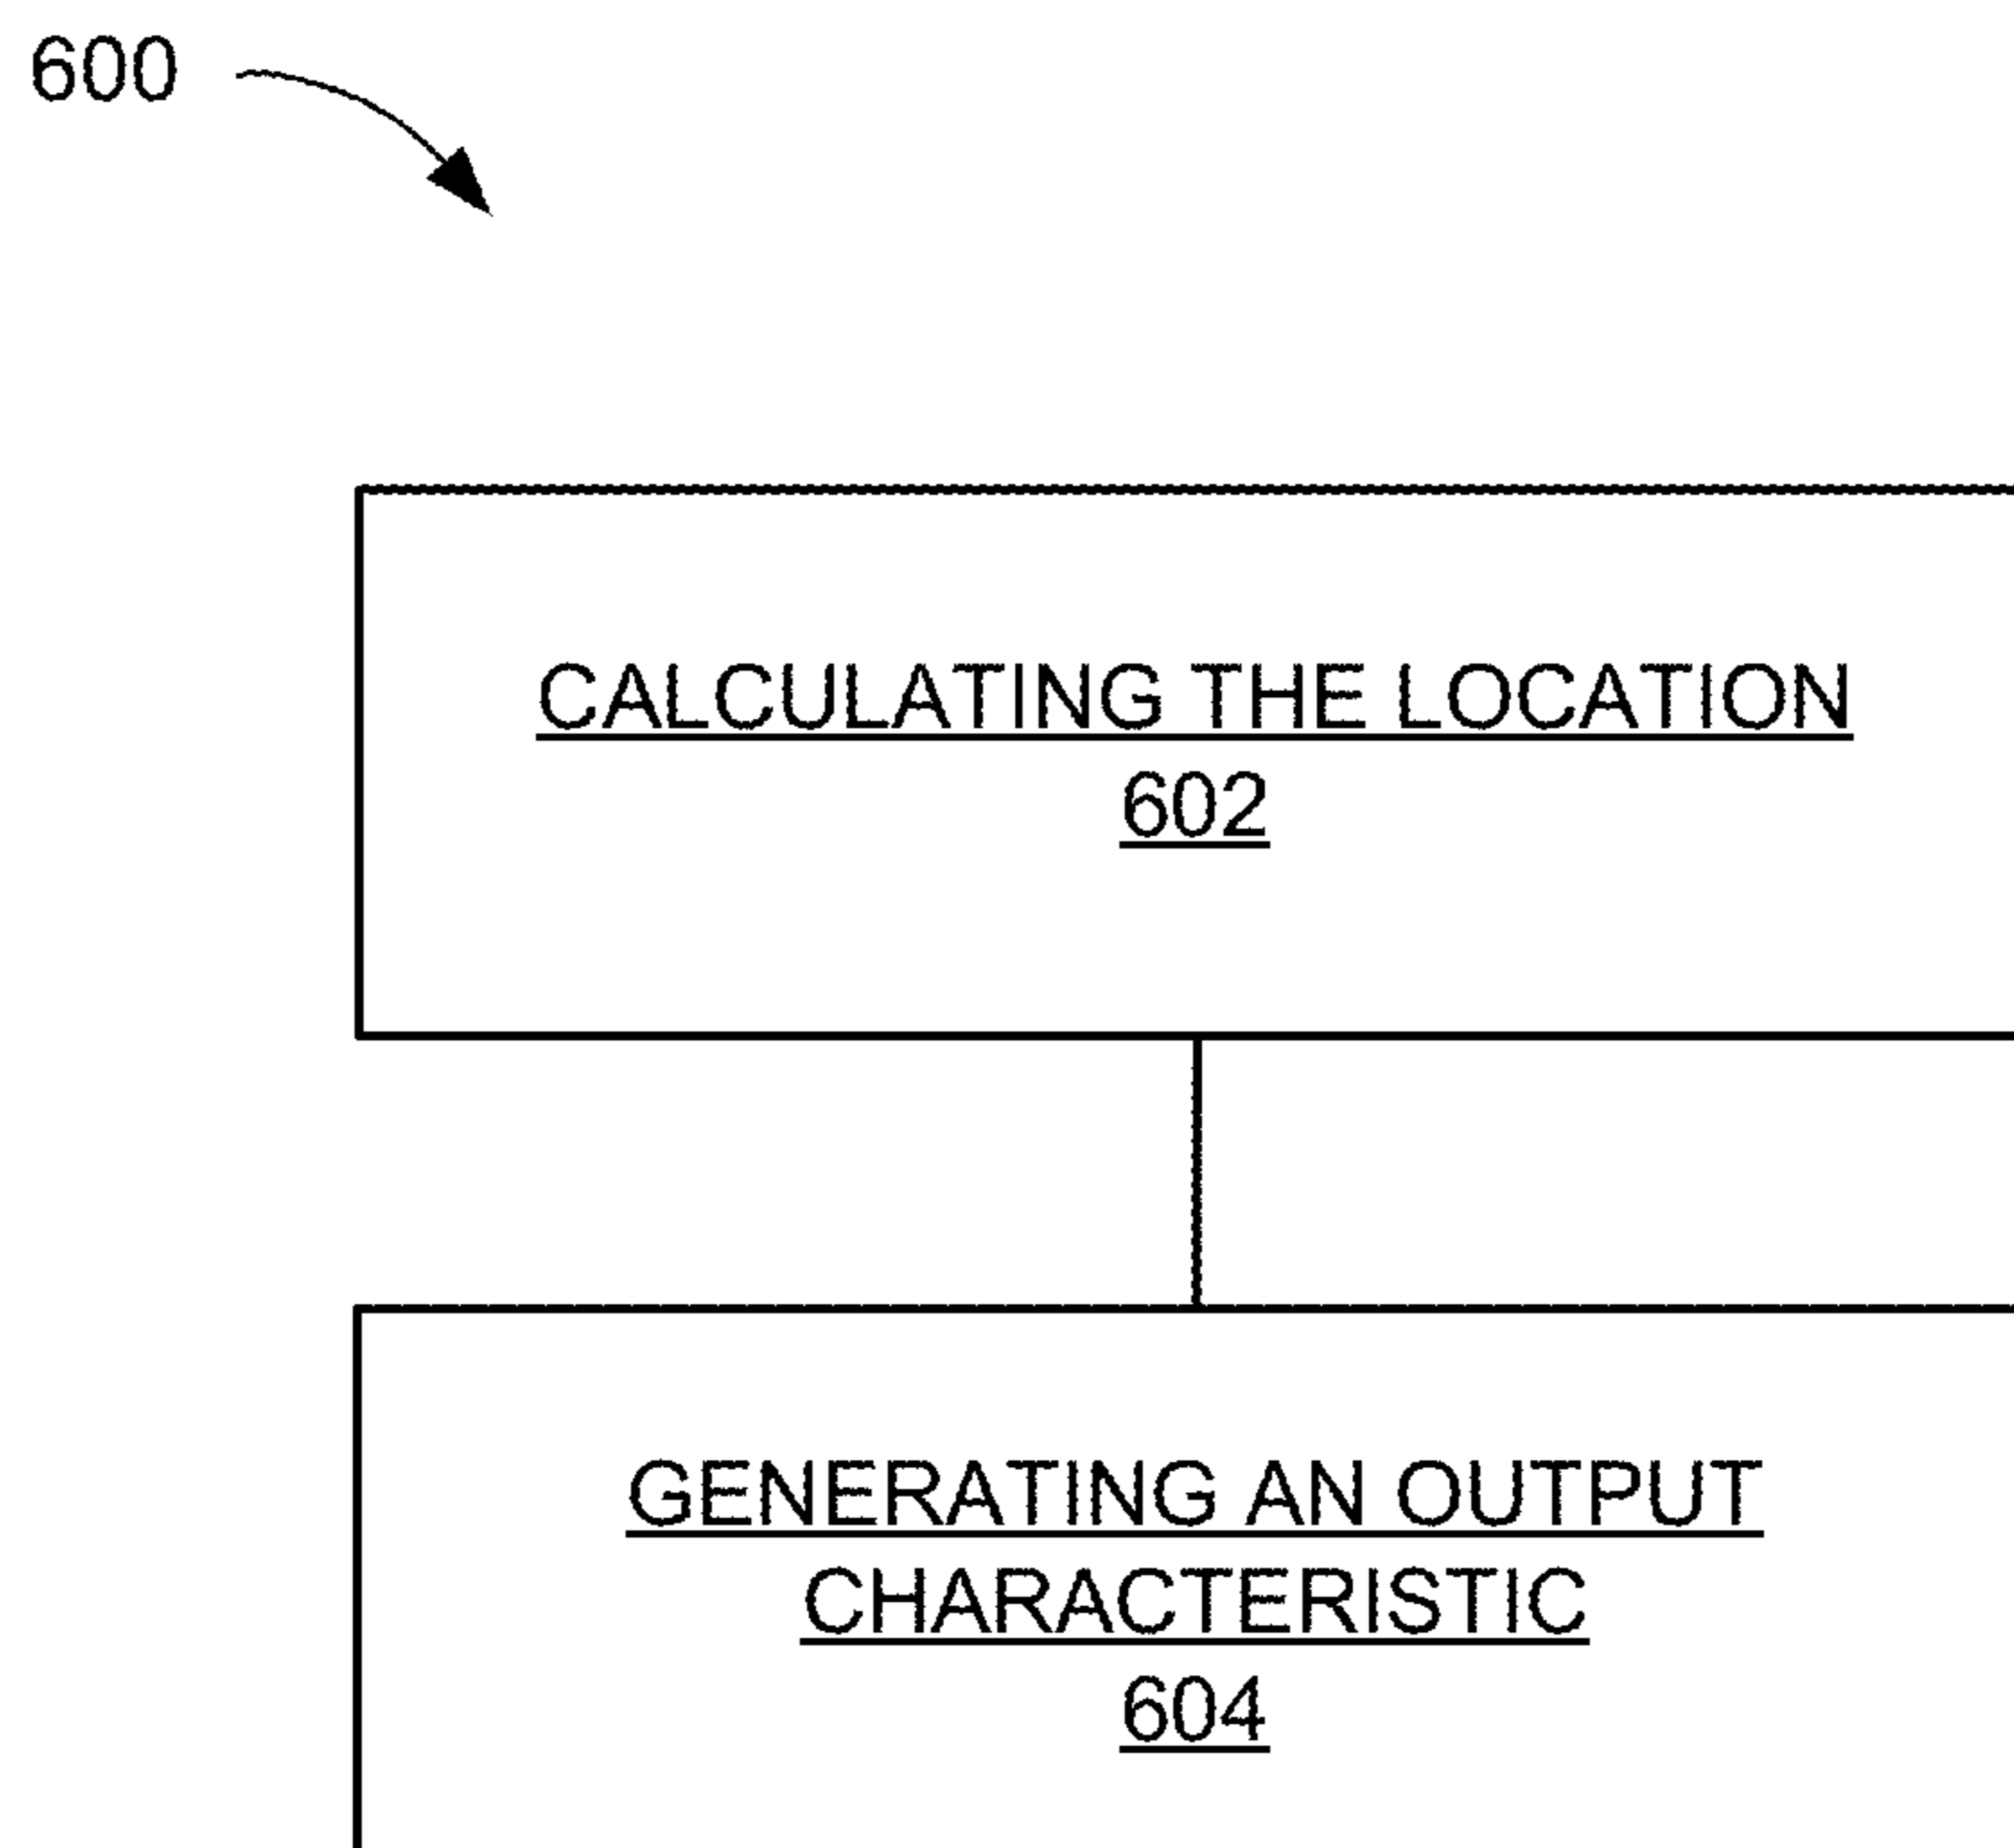 600
CALCULATING THE LOCATION
602
GENERATING AN OUTPUT
CHARACTERISTIC
604